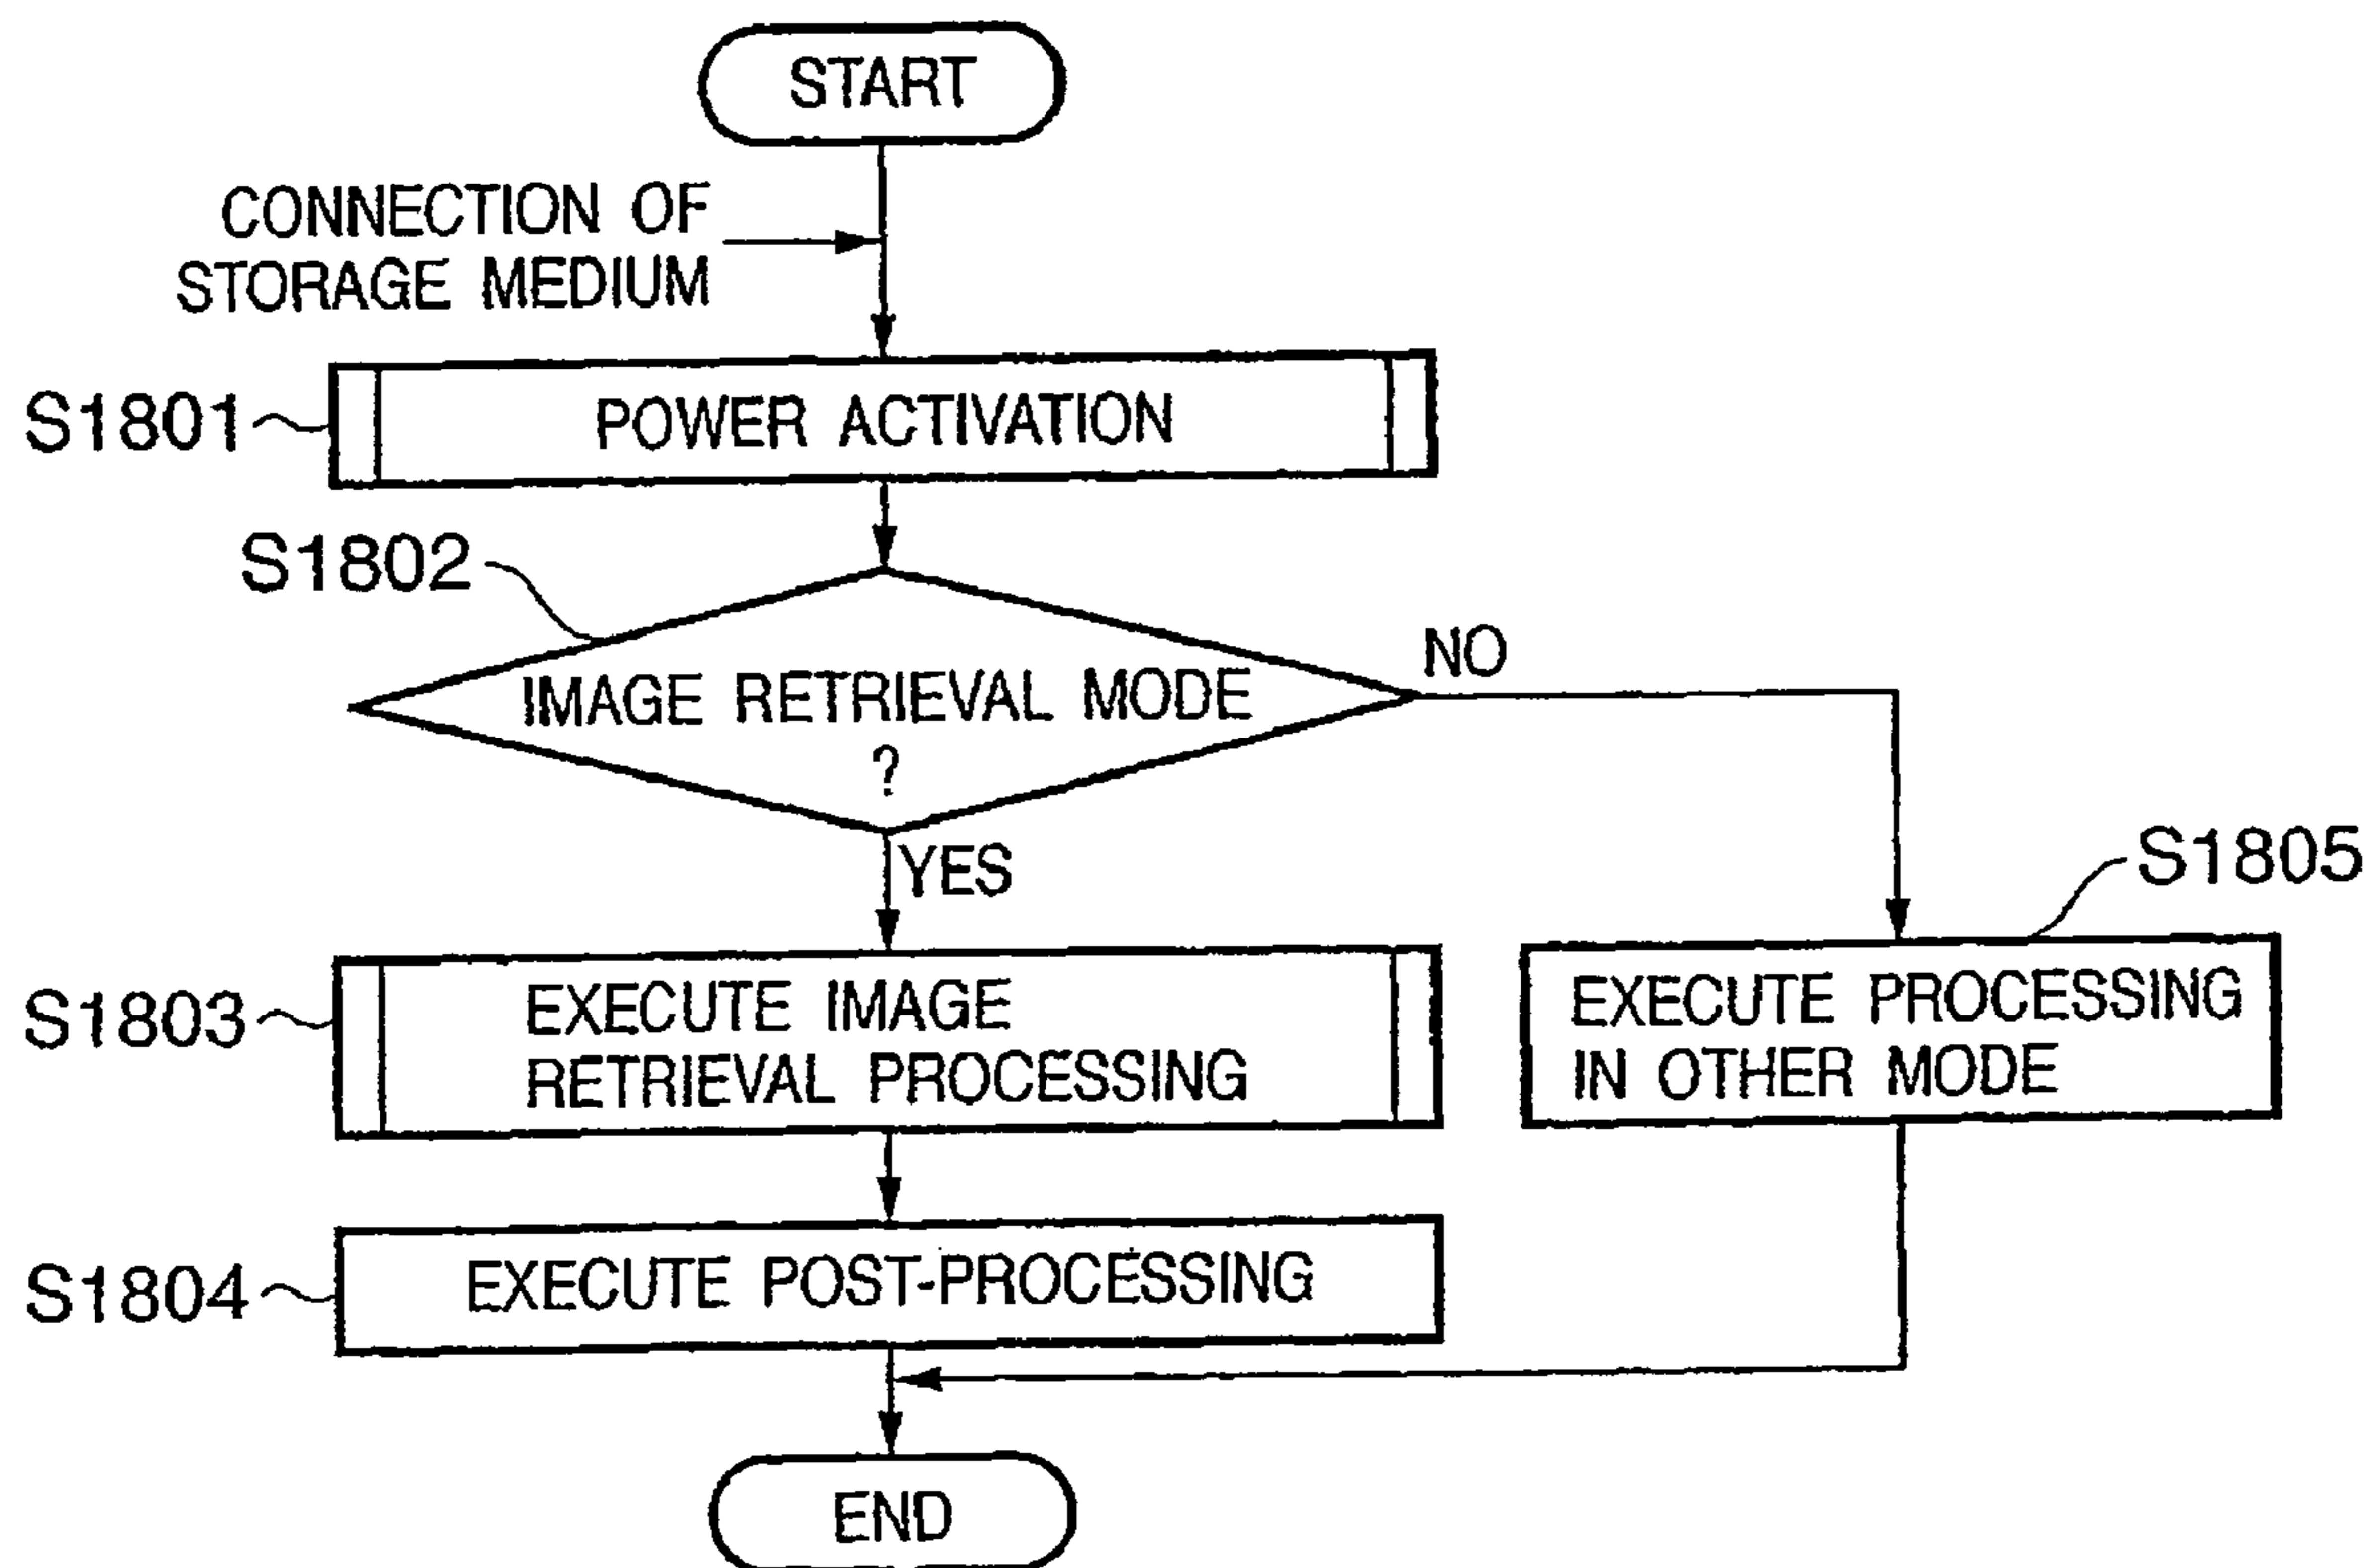 START
CONNECTION OF
STORAGE MEDIUM
S1801
POWER ACTIVATION
S1802
IMAGE RETRIEVAL MODE
?
NO
YES
S1805
S1803
EXECUTE IMAGE
RETRIEVAL PROCESSING
EXECUTE PROCESSING
IN OTHER MODE
S1804
EXECUTE POST-PROCESSING
END